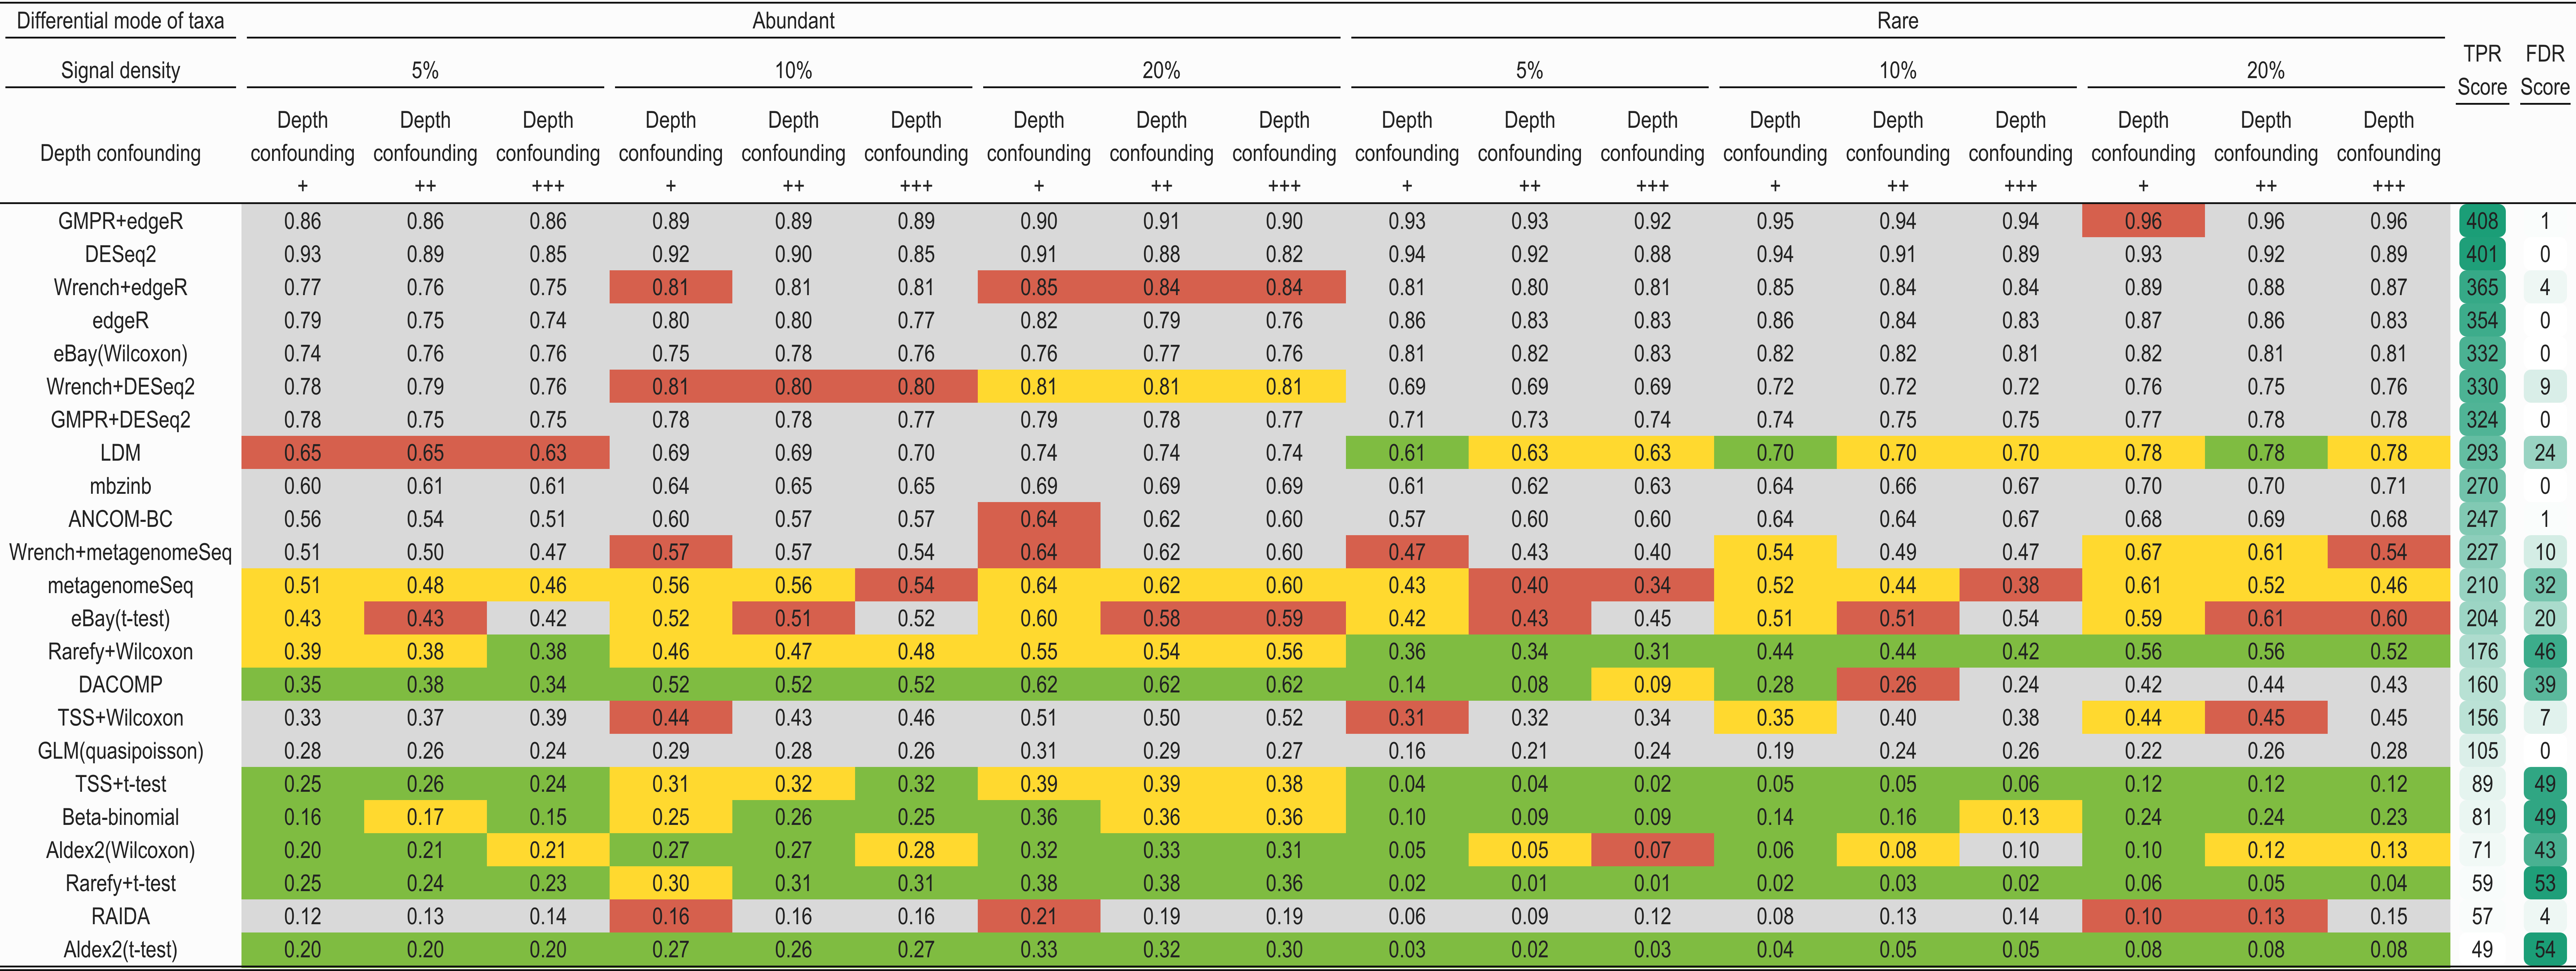 Differential mode of taxa Abundant Rare
Signal density 5% 10% 20% 5% 10% 20% TPR Score FDR Score
Depth confounding Depth confounding + Depth confounding ++ Depth confounding +++ Depth confounding + Depth confounding ++ Depth confounding +++ Depth confounding + Depth confounding ++ Depth confounding +++ Depth confounding + Depth confounding ++ Depth confounding +++ Depth confounding + Depth confounding ++ Depth confounding +++ Depth confounding + Depth confounding ++ Depth confounding +++
GMPR+edgeR 0.86 0.86 0.86 0.89 0.89 0.89 0.90 0.91 0.90 0.93 0.93 0.92 0.95 0.94 0.94 0.96 0.96 0.96 408 1
DESeq2 0.93 0.89 0.85 0.92 0.90 0.85 0.91 0.88 0.82 0.94 0.92 0.88 0.94 0.91 0.89 0.93 0.92 0.89 401 0
Wrench+edgeR 0.77 0.76 0.75 0.81 0.81 0.81 0.85 0.84 0.84 0.81 0.80 0.81 0.85 0.84 0.84 0.89 0.88 0.87 365 4
edgeR 0.79 0.75 0.74 0.80 0.80 0.77 0.82 0.79 0.76 0.86 0.83 0.83 0.86 0.84 0.83 0.87 0.86 0.83 354 0
eBay(Wilcoxon) 0.74 0.76 0.76 0.75 0.78 0.76 0.76 0.77 0.76 0.81 0.82 0.83 0.82 0.82 0.81 0.82 0.81 0.81 332 0
Wrench+DESeq2 0.78 0.79 0.76 0.81 0.80 0.80 0.81 0.81 0.81 0.69 0.69 0.69 0.72 0.72 0.72 0.76 0.75 0.76 330 9
GMPR+DESeq2 0.78 0.75 0.75 0.78 0.78 0.77 0.79 0.78 0.77 0.71 0.73 0.74 0.74 0.75 0.75 0.77 0.78 0.78 324 0
LDM 0.65 0.65 0.63 0.69 0.69 0.70 0.74 0.74 0.74 0.61 0.63 0.63 0.70 0.70 0.70 0.78 0.78 0.78 293 24
mbzinb 0.60 0.61 0.61 0.64 0.65 0.65 0.69 0.69 0.69 0.61 0.62 0.63 0.64 0.66 0.67 0.70 0.70 0.71 270 0
ANCOM-BC 0.56 0.54 0.51 0.60 0.57 0.57 0.64 0.62 0.60 0.57 0.60 0.60 0.64 0.64 0.67 0.68 0.69 0.68 247 1
Wrench+metagenomeSeq 0.51 0.50 0.47 0.57 0.57 0.54 0.64 0.62 0.60 0.47 0.43 0.40 0.54 0.49 0.47 0.67 0.61 0.54 227 10
metagenomeSeq 0.51 0.48 0.46 0.56 0.56 0.54 0.64 0.62 0.60 0.43 0.40 0.34 0.52 0.44 0.38 0.61 0.52 0.46 210 32
eBay(t-test) 0.43 0.43 0.42 0.52 0.51 0.52 0.60 0.58 0.59 0.42 0.43 0.45 0.51 0.51 0.54 0.59 0.61 0.60 204 20
Rarefy+Wilcoxon 0.39 0.38 0.38 0.46 0.47 0.48 0.55 0.54 0.56 0.36 0.34 0.31 0.44 0.44 0.42 0.56 0.56 0.52 176 46
DACOMP 0.35 0.38 0.34 0.52 0.52 0.52 0.62 0.62 0.62 0.14 0.08 0.09 0.28 0.26 0.24 0.42 0.44 0.43 160 39
TSS+Wilcoxon 0.33 0.37 0.39 0.44 0.43 0.46 0.51 0.50 0.52 0.31 0.32 0.34 0.35 0.40 0.38 0.44 0.45 0.45 156 7
GLM(quasipoisson) 0.28 0.26 0.24 0.29 0.28 0.26 0.31 0.29 0.27 0.16 0.21 0.24 0.19 0.24 0.26 0.22 0.26 0.28 105 0
TSS+t-test 0.25 0.26 0.24 0.31 0.32 0.32 0.39 0.39 0.38 0.04 0.04 0.02 0.05 0.05 0.06 0.12 0.12 0.12 89 49
Beta-binomial 0.16 0.17 0.15 0.25 0.26 0.25 0.36 0.36 0.36 0.10 0.09 0.09 0.14 0.16 0.13 0.24 0.24 0.23 81 49
Aldex2(Wilcoxon) 0.20 0.21 0.21 0.27 0.27 0.28 0.32 0.33 0.31 0.05 0.05 0.07 0.06 0.08 0.10 0.10 0.12 0.13 71 43
Rarefy+t-test 0.25 0.24 0.23 0.30 0.31 0.31 0.38 0.38 0.36 0.02 0.01 0.01 0.02 0.03 0.02 0.06 0.05 0.04 59 53
RAIDA 0.12 0.13 0.14 0.16 0.16 0.16 0.21 0.19 0.19 0.06 0.09 0.12 0.08 0.13 0.14 0.10 0.13 0.15 57 4
Aldex2(t-test) 0.20 0.20 0.20 0.27 0.26 0.27 0.33 0.32 0.30 0.03 0.02 0.03 0.04 0.05 0.05 0.08 0.08 0.08 49 54